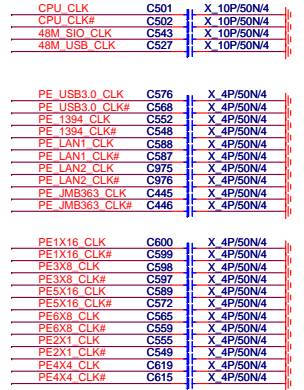 CPU_CLK C501 X_10P/50N/4
CPU_CLK# C502 X_10P/50N/4
48M_SIO_CLK C543 X_10P/50N/4
48M_USB_CLK C527 X_10P/50N/4
PE_USB3.0_CLK C576 X_4P/50N/4
PE_USB3.0_CLK# C568 X_4P/50N/4
PE_1394_CLK C552 X_4P/50N/4
PE_1394_CLK# C548 X_4P/50N/4
PE_LAN1_CLK C588 X_4P/50N/4
PE_LAN1_CLK# C587 X_4P/50N/4
PE_LAN2_CLK C975 X_4P/50N/4
PE_LAN2_CLK# C976 X_4P/50N/4
PE_JMB363_CLK C445 X_4P/50N/4
PE_JMB363_CLK# C446 X_4P/50N/4
PE1X16_CLK C600 X_4P/50N/4
PE1X16_CLK# C599 X_4P/50N/4
PE3X8_CLK C598 X_4P/50N/4
PE3X8_CLK# C597 X_4P/50N/4
PE5X16_CLK C589 X_4P/50N/4
PE5X16_CLK# C572 X_4P/50N/4
PE6X8_CLK C565 X_4P/50N/4
PE6X8_CLK# C559 X_4P/50N/4
PE2X1_CLK C555 X_4P/50N/4
PE2X1_CLK# C549 X_4P/50N/4
PE4X4_CLK C619 X_4P/50N/4
PE4X4_CLK# C615 X_4P/50N/4